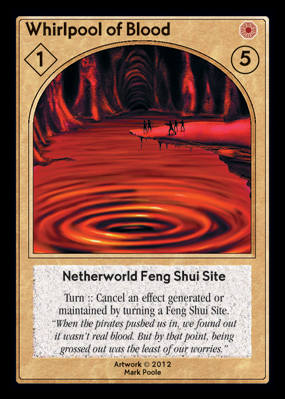 Whirlpool of Blood
1
5
Netherworld Feng Shui Site
Turn :: Cancel an effect generated or
maintained by turning a Feng Shui Site.
"When the pirates pushed us in, we found out
it wasn't real blood. But by that point, being
grossed out was the least of our worries."
Artwork © 2012
Mark Poole